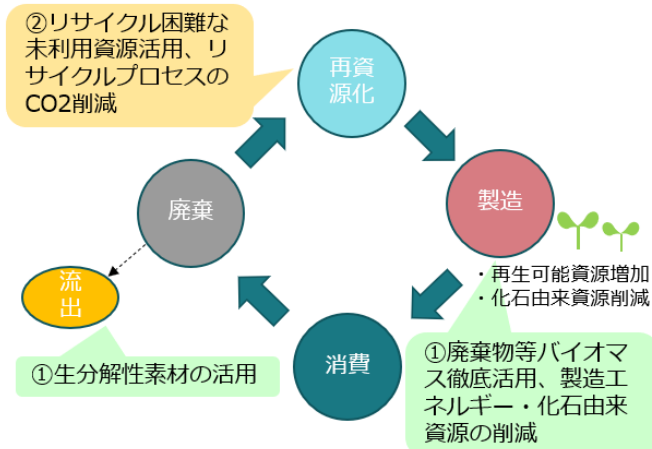 ②リサイクル困難な
未利用資源活用、リ
サイクルプロセスの
CO2削減
再資
源化
廃棄
製造
・再生可能資源増加
・化石由来資源削減
流
出
消費
①生分解性素材の活用
①廃棄物等バイオマ
ス徹底活用、製造エ
ネルギー・化石由来
資源の削減